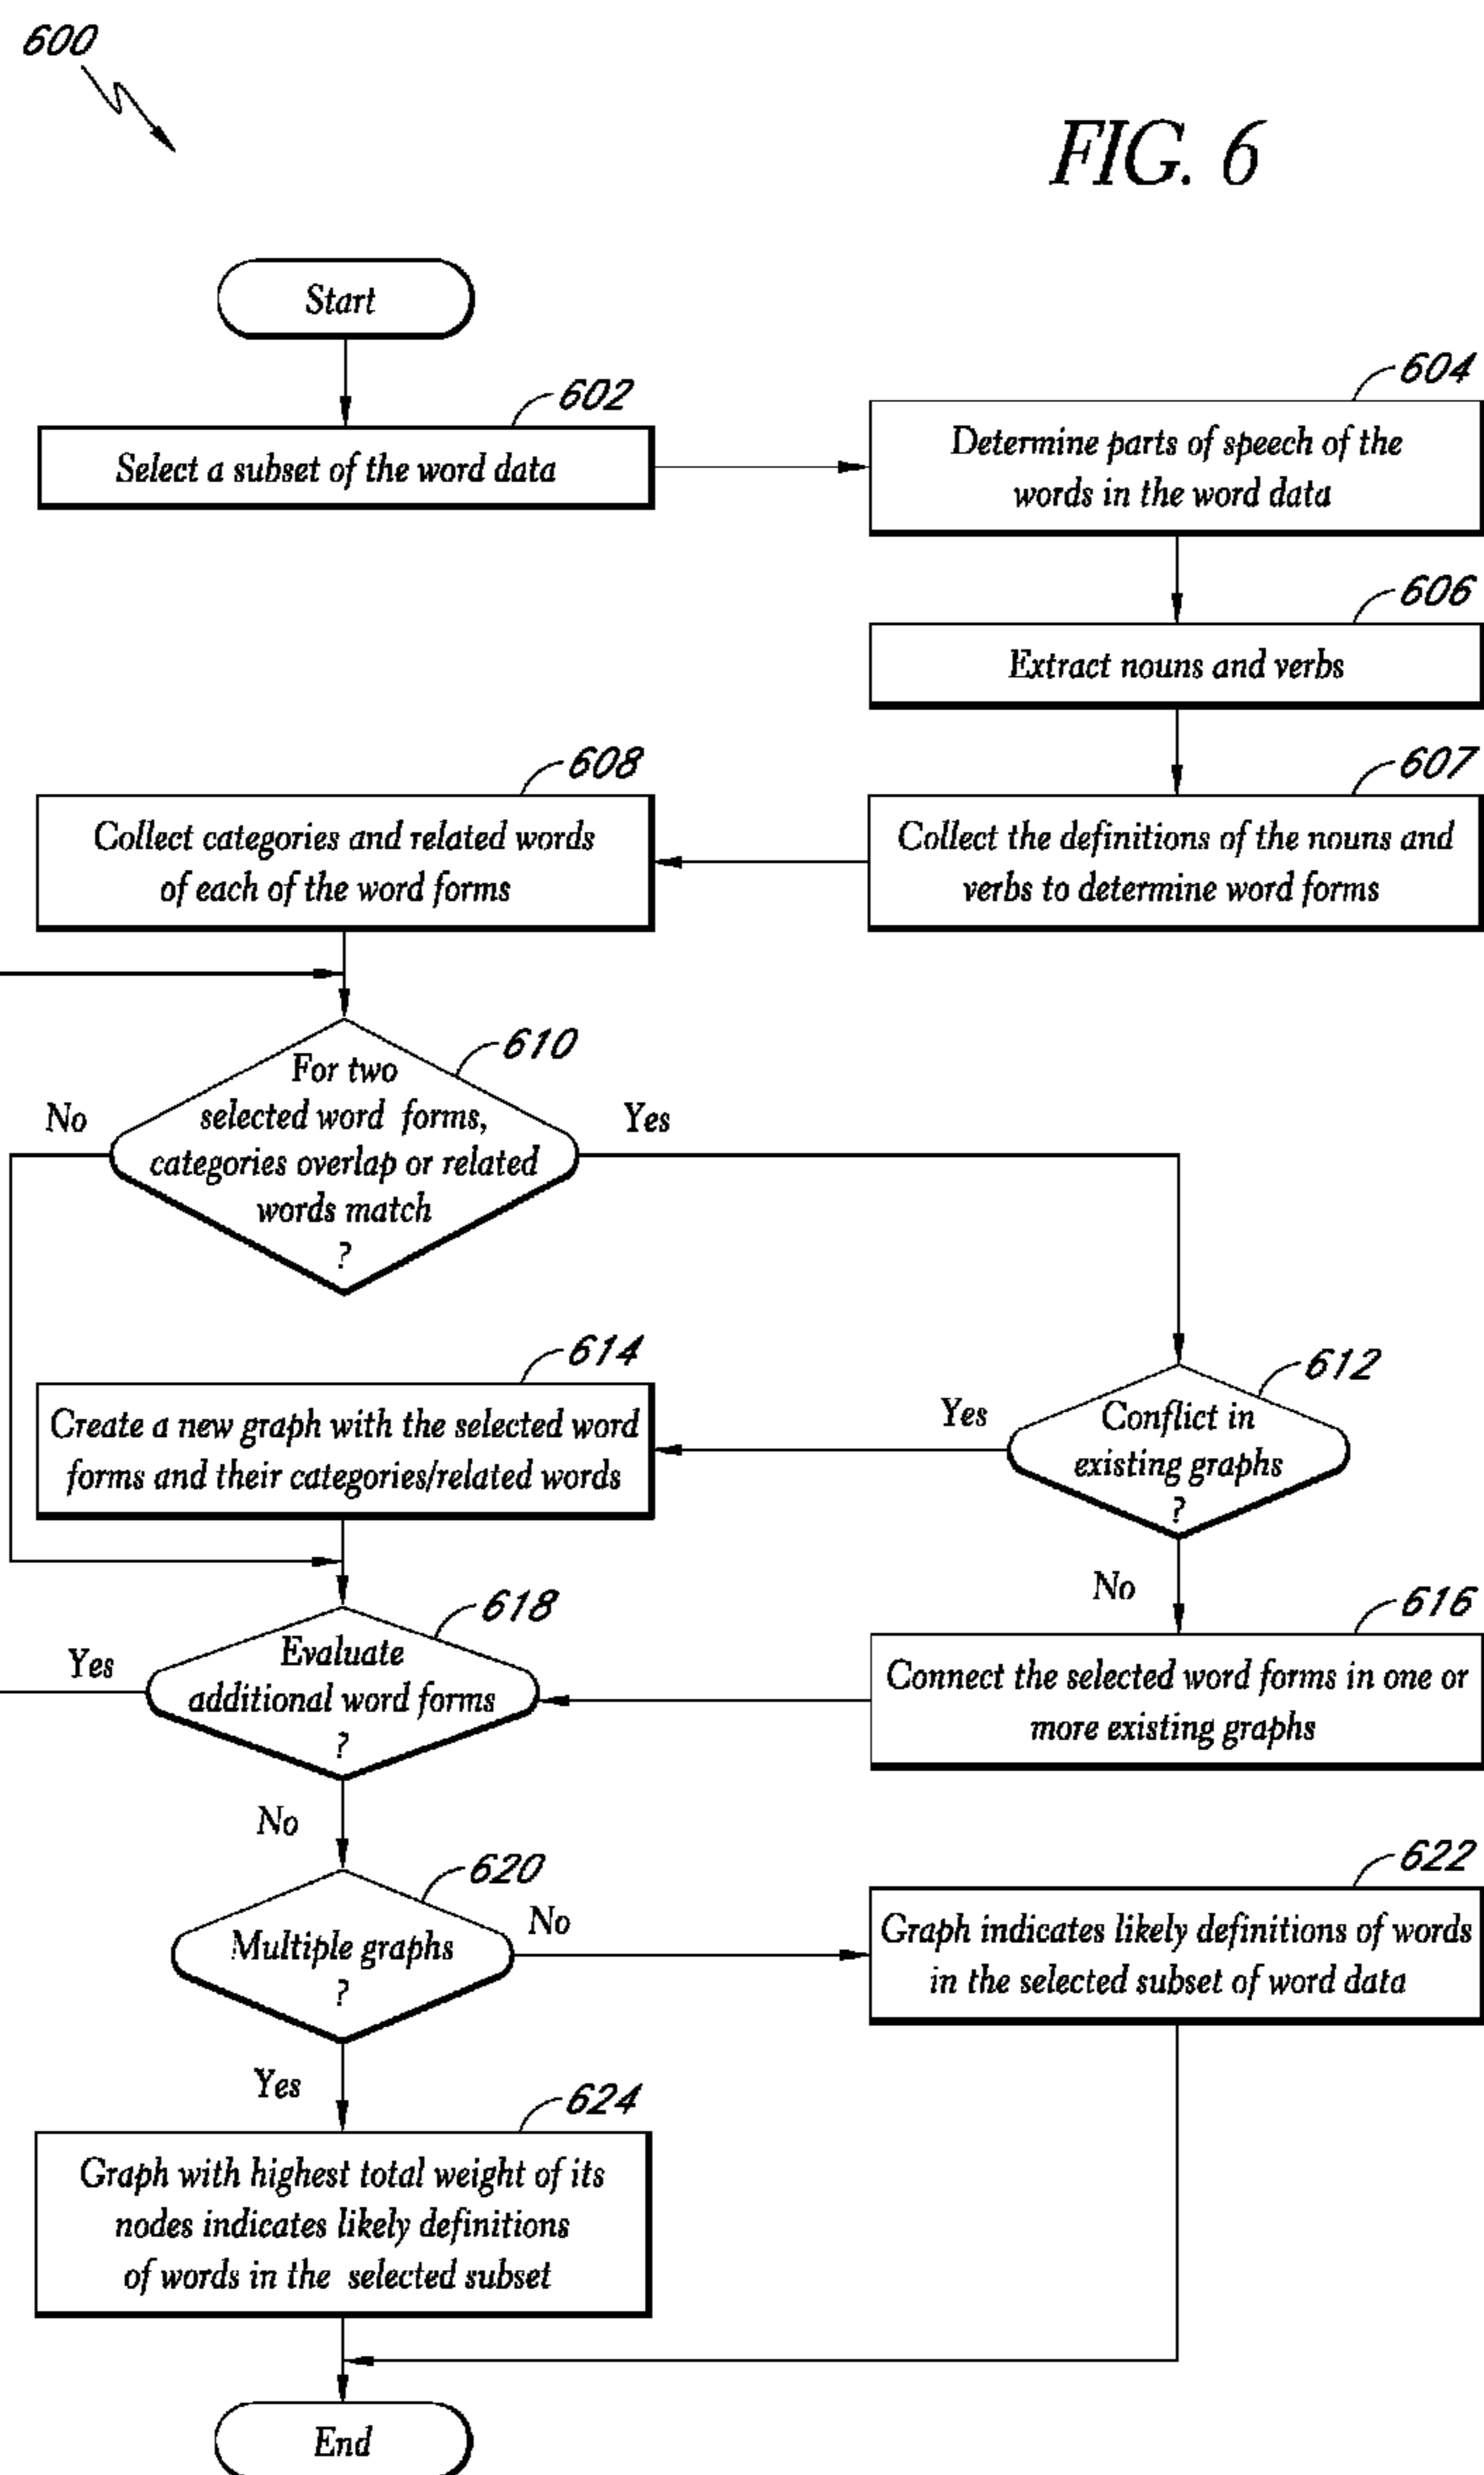 600
FIG. 6
Start
602
Select a subset of the word data
604
Determine parts of speech of the
words in the word data
606
Extract nouns and verbs
607
Collect the definitions of the nouns and
verbs to determine word forms
608
Collect categories and related words
of each of the word forms
610
For two
selected word forms,
categories overlap or related
words match
?
No
Yes
612
Conflict in
existing graphs
?
Yes
No
614
Create a new graph with the selected word
forms and their categories/related words
616
Connect the selected word forms in one or
more existing graphs
618
Evaluate
additional word forms
?
Yes
No
620
Multiple graphs
?
No
Yes
622
Graph indicates likely definitions of words
in the selected subset of word data
624
Graph with highest total weight of its
nodes indicates likely definitions
of words in the selected subset
End